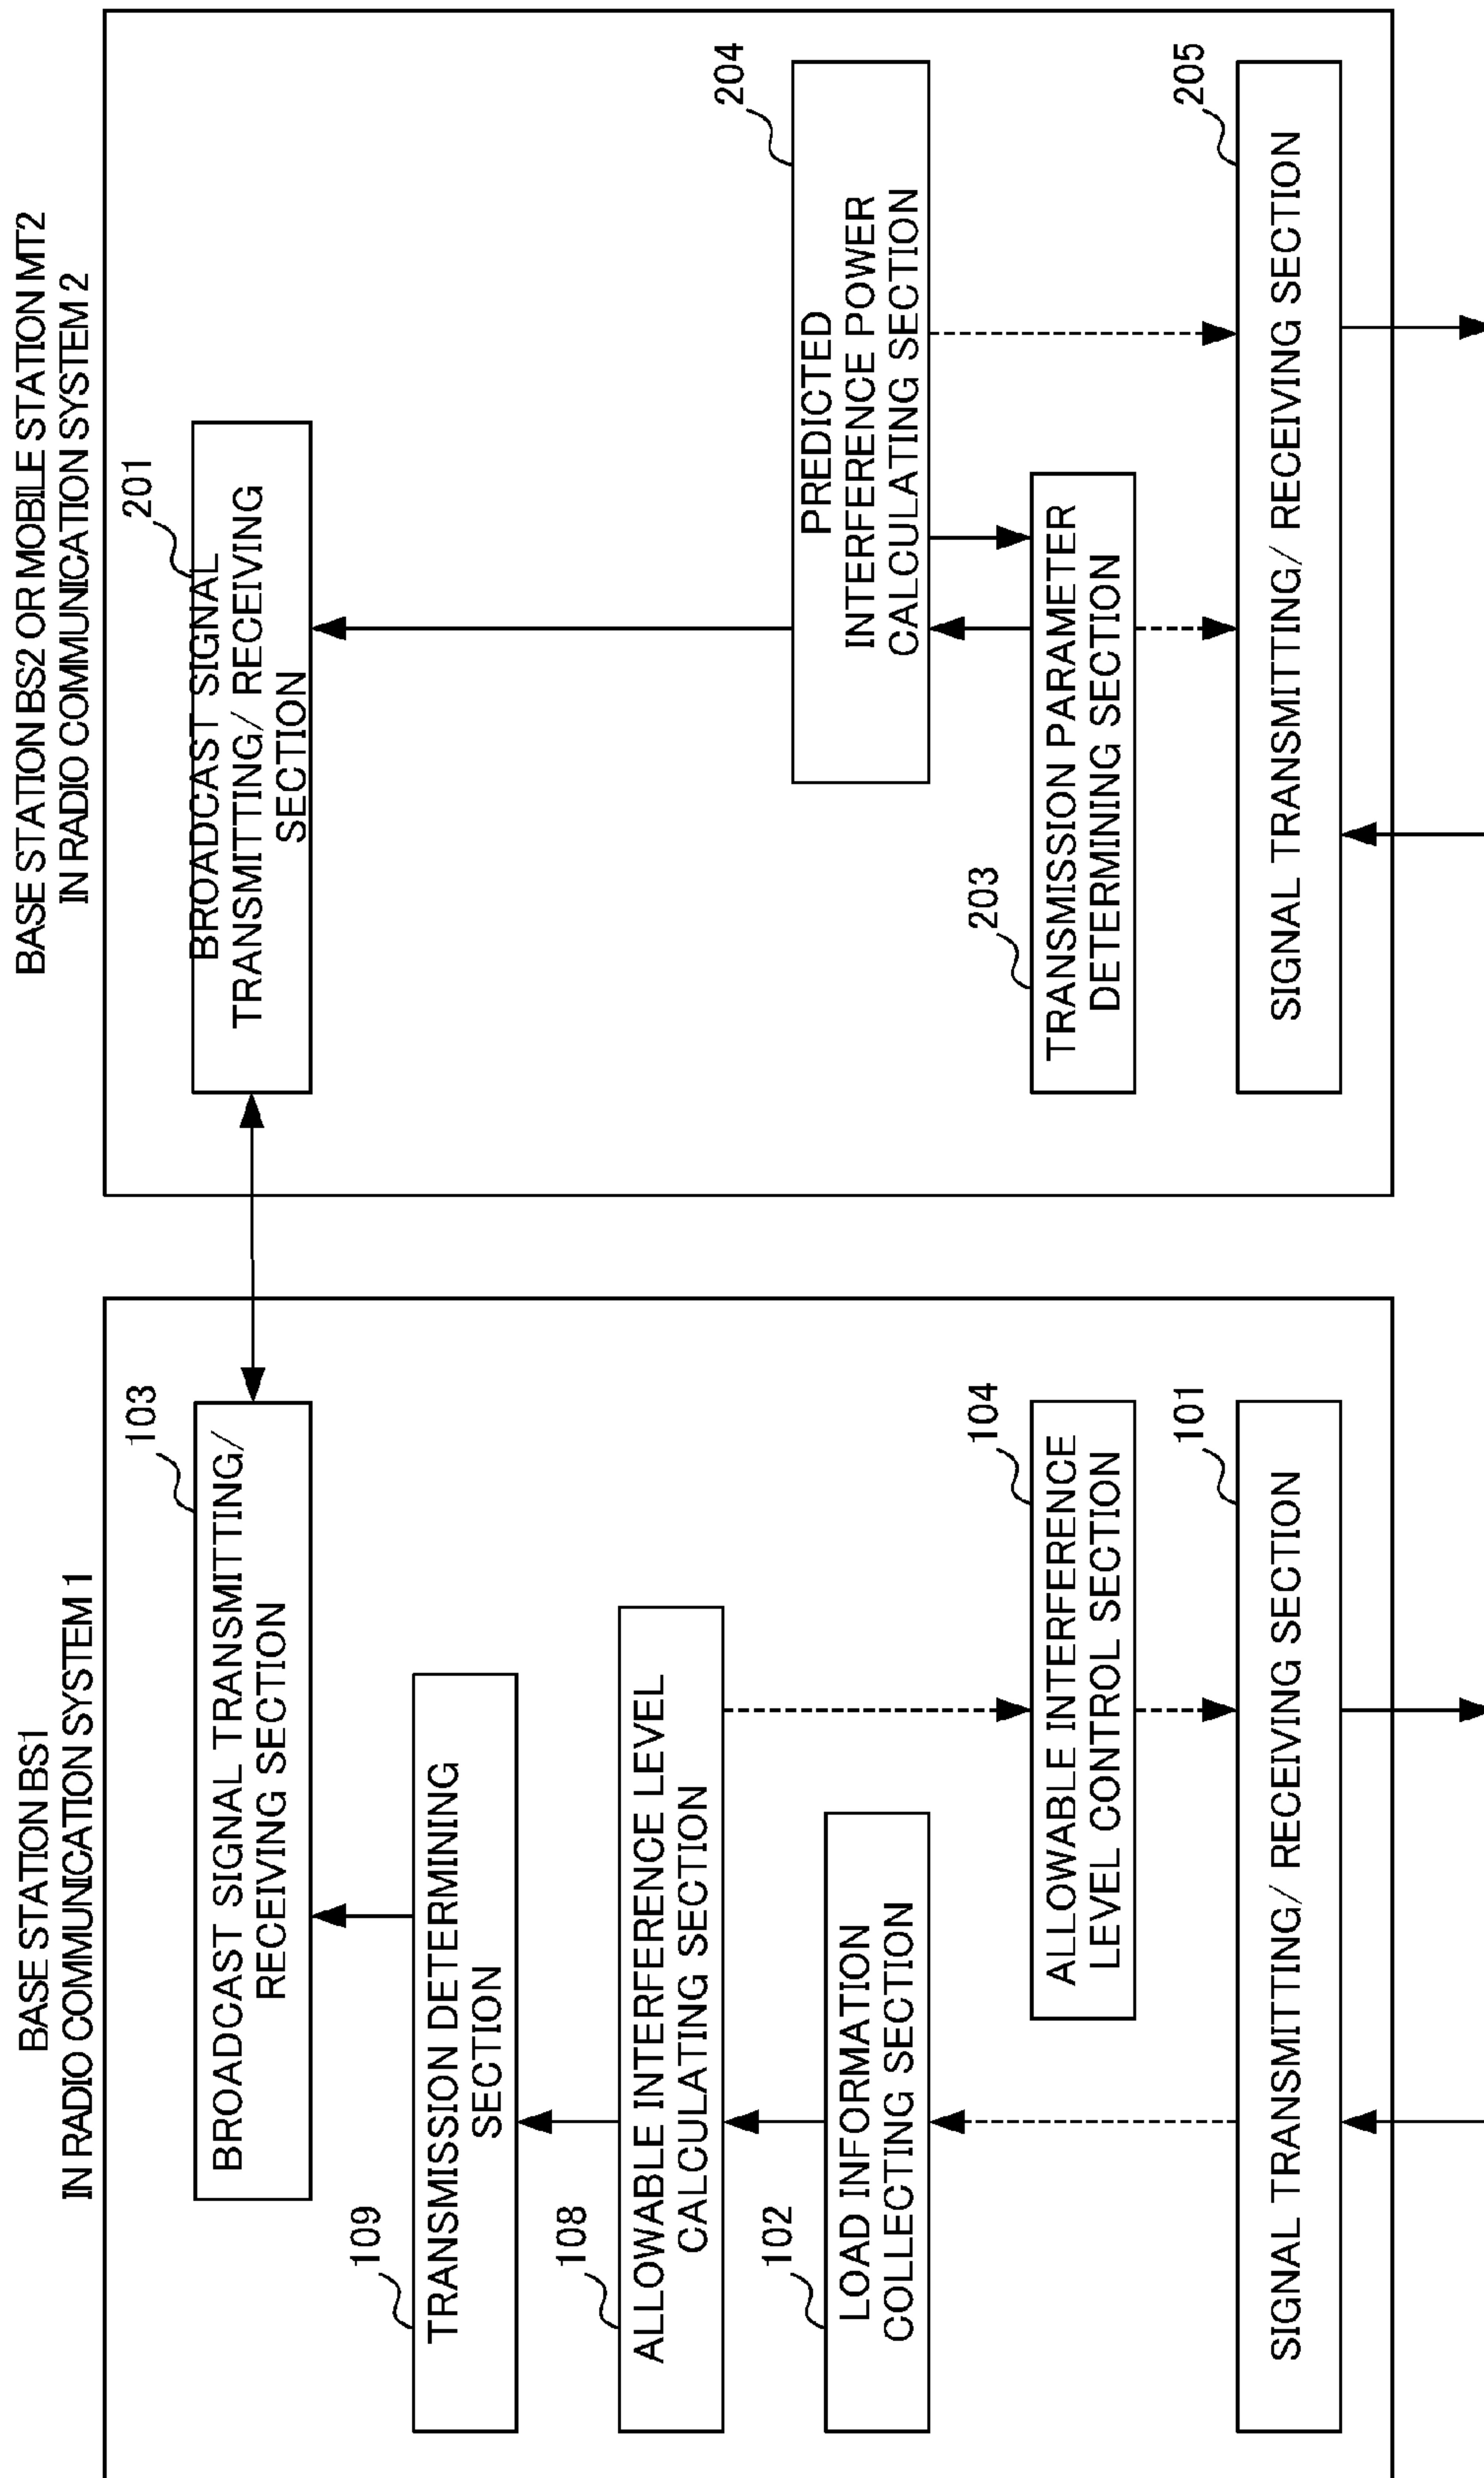 BASE STATION BS1
IN RADIO COMMUNICATION SYSTEM 1
103
BROADCAST SIGNAL TRANSMITTING/
RECEIVING SECTION
109
TRANSMISSION DETERMINING
SECTION
108
ALLOWABLE INTERFERENCE LEVEL
CALCULATING SECTION
102
LOAD INFORMATION
COLLECTING SECTION
104
ALLOWABLE INTERFERENCE
LEVEL CONTROL SECTION
101
SIGNAL TRANSMITTING/ RECEIVING SECTION
BASE STATION BS2 OR MOBILE STATION MT2
IN RADIO COMMUNICATION SYSTEM 2
201
BROADCAST SIGNAL
TRANSMITTING/ RECEIVING
SECTION
204
PREDICTED
INTERFERENCE POWER
CALCULATING SECTION
203
TRANSMISSION PARAMETER
DETERMINING SECTION
205
SIGNAL TRANSMITTING/ RECEIVING SECTION